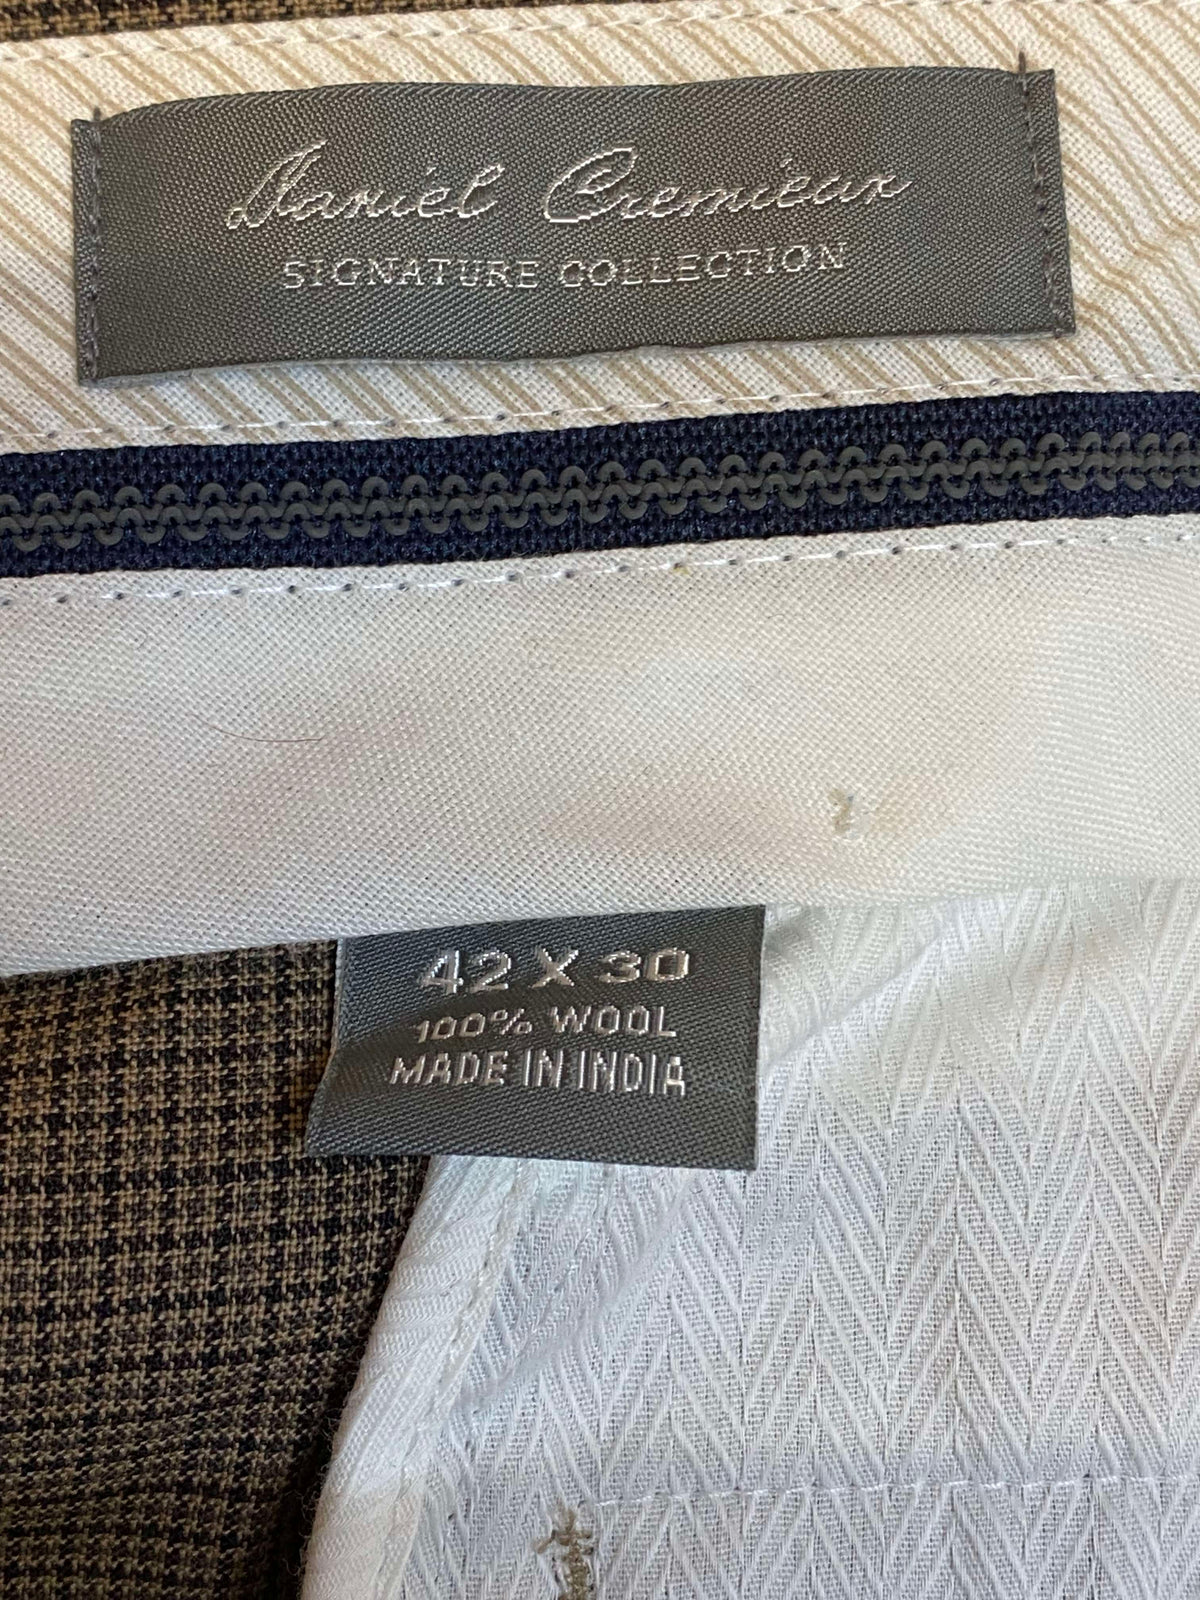 Daniel Cremieux
SIGNATURE COLLECTION
42 X 30
100% WOOL
MADE IN INDIA